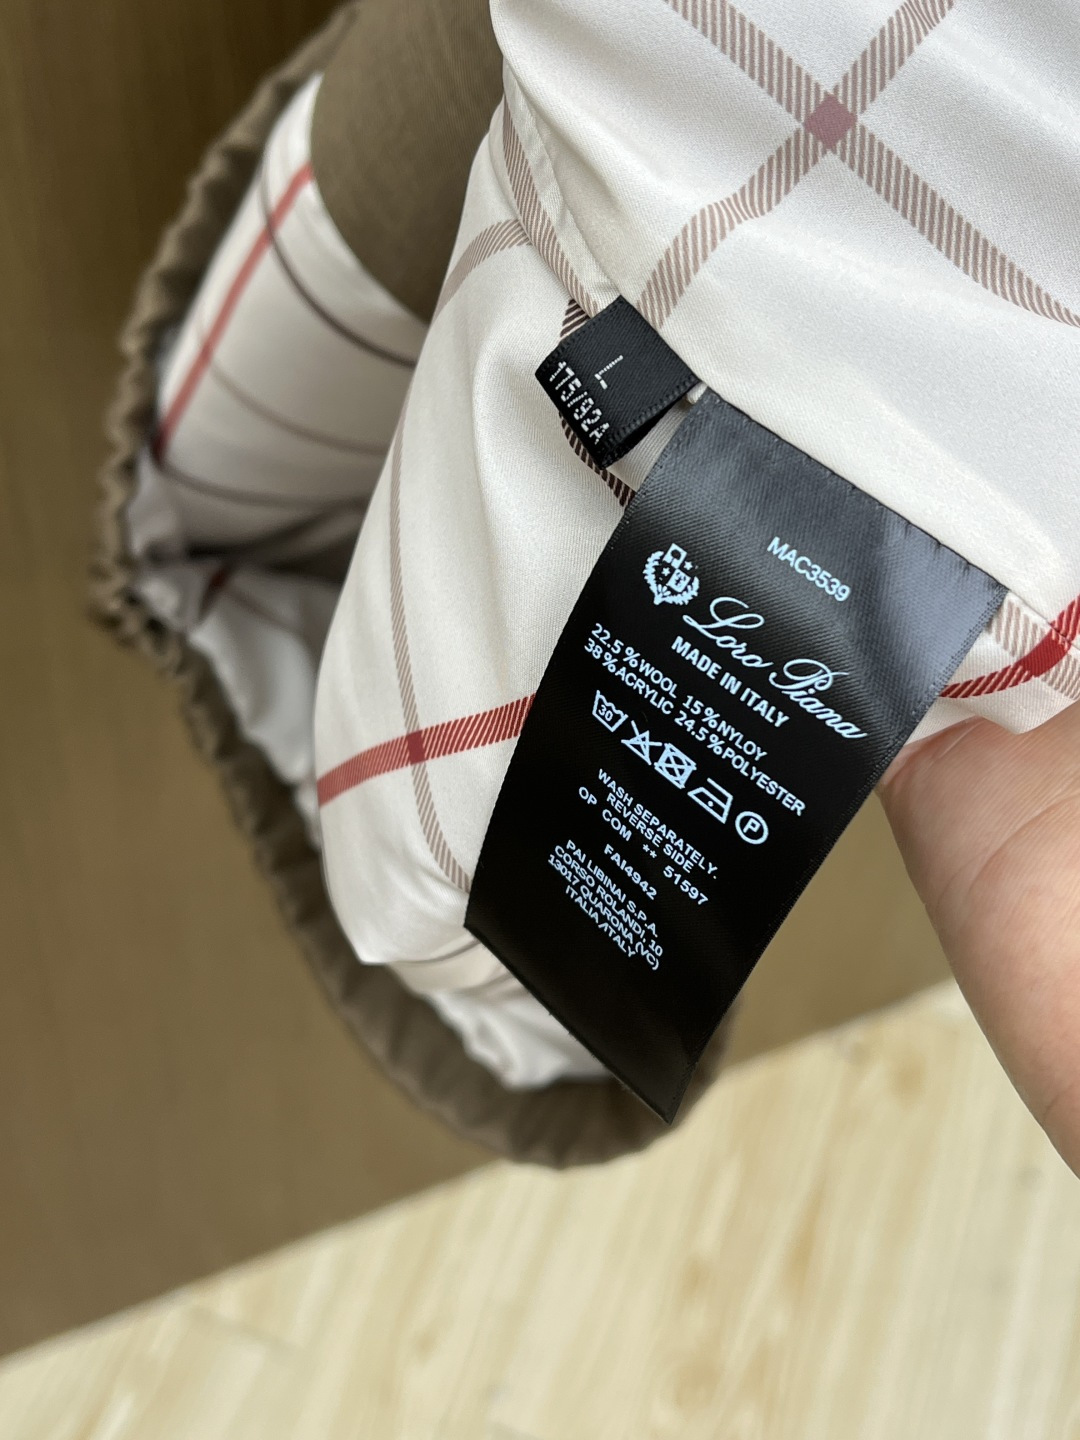 L
175/92A
MAC3539
Loro Piana
MADE IN ITALY
22.5%WOOL 15%NYLOY
38%ACRYLIC 24.5%POLYESTER
30
P
WASH SEPARATELY.
REVERSE SIDE
OP COM ** 51597
FAI4942
PAI LIBINAI S.P.A.
CORSO ROLANDI, 10
13017 QUARONA (VC)
ITALIA /ITALY